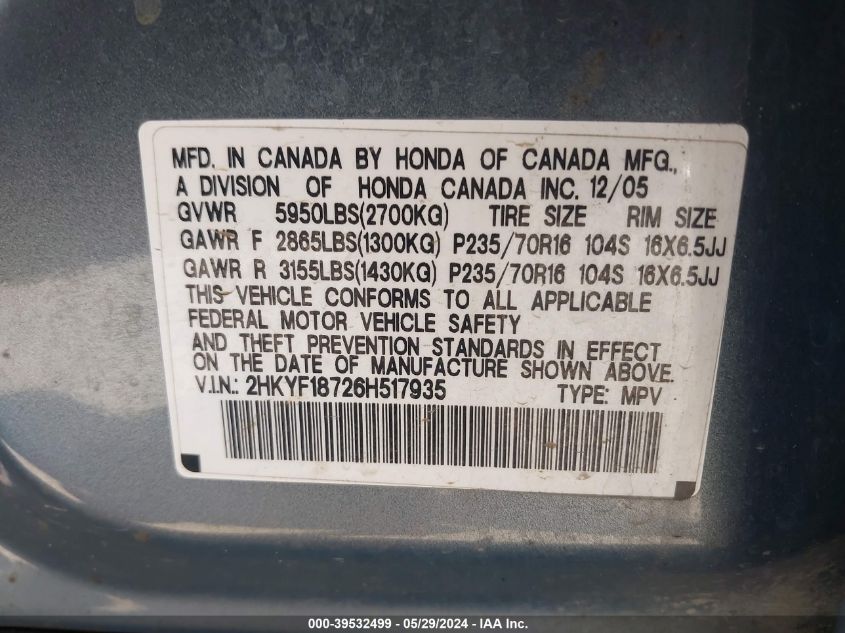 MFD. IN CANADA BY HONDA OF CANADA MFG.,
A DIVISION OF HONDA CANADA INC. 12/05
GVWR 5950LBS(2700KG) TIRE SIZE RIM SIZE
GAWR F 2865LBS(1300KG) P235/70R16 104S 16X6.5JJ
GAWR R 3155LBS(1430KG) P235/70R16 104S 16X6.5JJ
THIS VEHICLE CONFORMS TO ALL APPLICABLE
FEDERAL MOTOR VEHICLE SAFETY
AND THEFT PREVENTION STANDARDS IN EFFECT
ON THE DATE OF MANUFACTURE SHOWN ABOVE.
V.I.N.: 2HKYF18726H517935 TYPE: MPV
000-39532499 - 05/29/2024 - IAA Inc.